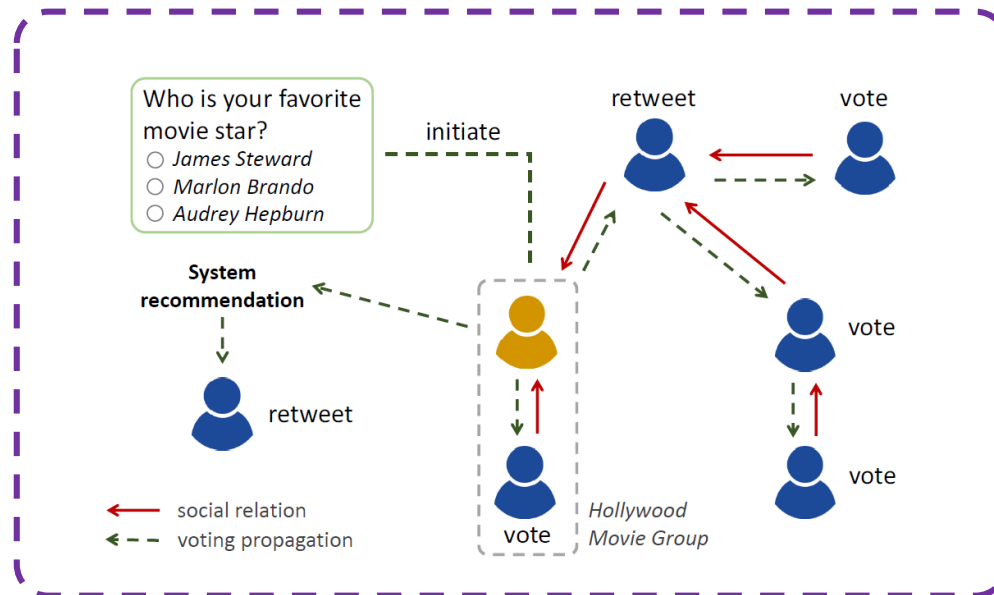 Who is your favorite
movie star?
James Steward
Marlon Brando
Audrey Hepburn
initiate
retweet
vote
System
recommendation
vote
retweet
vote
social relation
voting propagation
vote
Hollywood
Movie Group